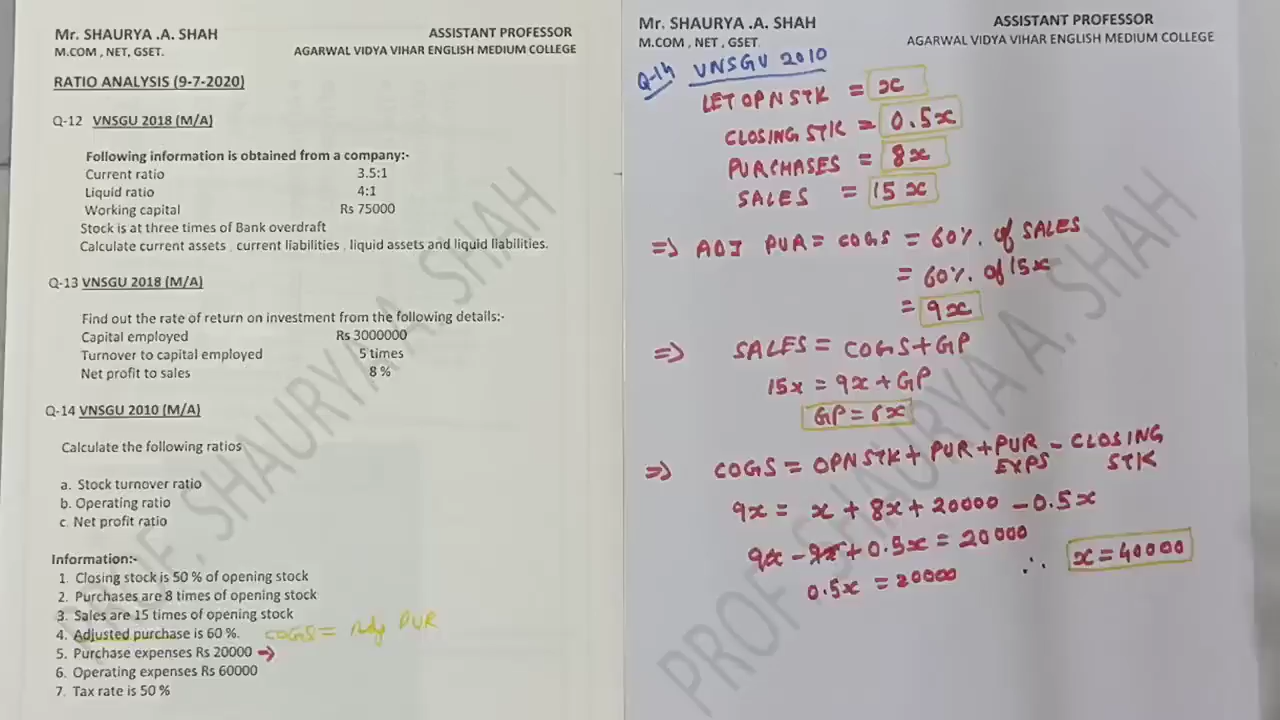 Mr. SHAURYA .A. SHAH
ASSISTANT PROFESSOR
M.COM , NET, GSET.
AGARWAL VIDYA VIHAR ENGLISH MEDIUM COLLEGE
RATIO ANALYSIS (9-7-2020)
Q-12 VNSGU 2018 (M/A)
Following information is obtained from a company:-
Current ratio 3.5:1
Liquid ratio 4:1
Working capital Rs 75000
Stock is at three times of Bank overdraft
Calculate current assets , current liabilities , liquid assets and liquid liabilities.
Q-13 VNSGU 2018 (M/A)
Find out the rate of return on investment from the following details:-
Capital employed Rs 3000000
Turnover to capital employed 5 times
Net profit to sales 8 %
Q-14 VNSGU 2010 (M/A)
Calculate the following ratios
a. Stock turnover ratio
b. Operating ratio
c. Net profit ratio
Information:-
1. Closing stock is 50 % of opening stock
2. Purchases are 8 times of opening stock
3. Sales are 15 times of opening stock
4. Adjusted purchase is 60 %. COGS = Adj PUR
5. Purchase expenses Rs 20000 →
6. Operating expenses Rs 60000
7. Tax rate is 50 %
PROF. SHAURYA A. SHAH
Mr. SHAURYA .A. SHAH
ASSISTANT PROFESSOR
M.COM , NET , GSET.
AGARWAL VIDYA VIHAR ENGLISH MEDIUM COLLEGE
Q-14 VNSGU 2010
LET OPN STK = x
CLOSING STK = 0.5x
PURCHASES = 8x
SALES = 15x
⇒ ADJ PUR = COGS = 60%. of SALES
= 60%. of 15x
= 9x
⇒ SALES = COGS + GP
15x = 9x + GP
GP = 6x
⇒ COGS = OPN STK + PUR + PUR EXPS - CLOSING STK
9x = x + 8x + 20000 - 0.5x
9x - 9x + 0.5x = 20000
0.5x = 20000 ∴ x = 40000
PROF. SHAURYA A. SHAH